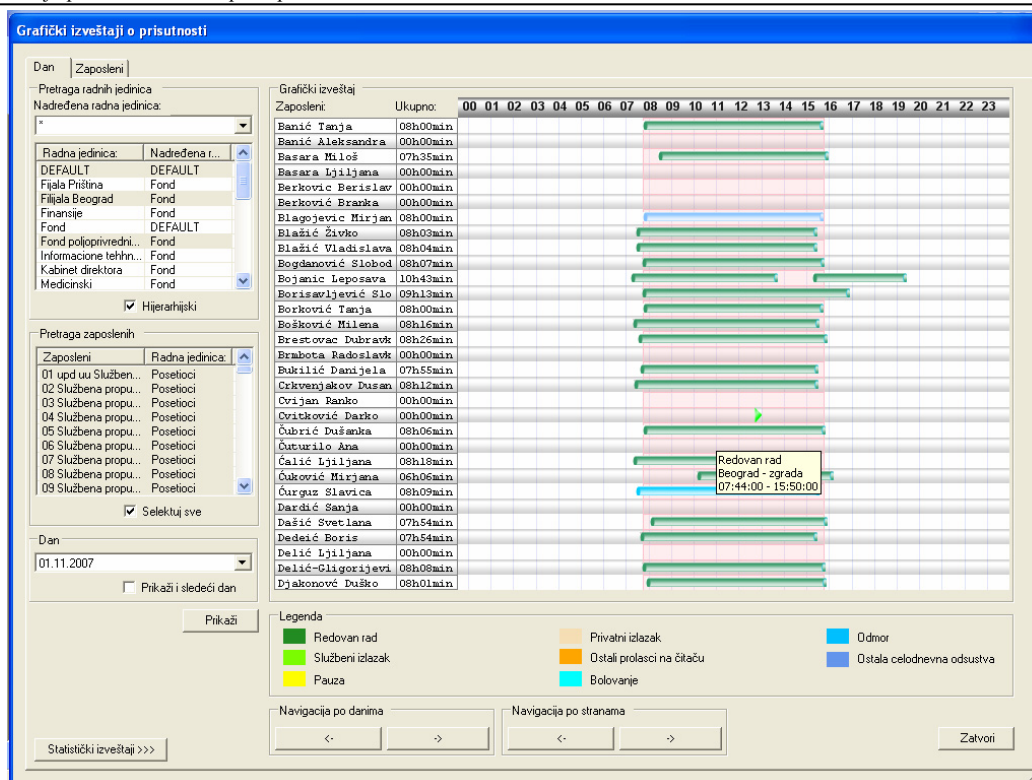 Grafički izveštaji o prisutnosti
Dan Zaposleni
Pretraga radnih jedinica
Nadređena radna jedinica:
*
Radna jedinica: Nadređena r...
DEFAULT DEFAULT
Fijala Priština Fond
Filijala Beograd Fond
Finansije Fond
Fond DEFAULT
Fond poljoprivredni... Fond
Informacione tehhn... Fond
Kabinet direktora Fond
Medicinski Fond
Hijerarhijski
Pretraga zaposlenih
Zaposleni Radna jedinica:
01 upd uu Služben... Posetioci
02 Službena propu... Posetioci
03 Službena propu... Posetioci
04 Službena propu... Posetioci
05 Službena propu... Posetioci
06 Službena propu... Posetioci
07 Službena propu... Posetioci
08 Službena propu... Posetioci
09 Službena propu... Posetioci
Selektuj sve
Dan
01.11.2007
Prikaži i sledeći dan
Prikaži
Statistički izveštaji >>>
Grafički izveštaj
Zaposleni: Ukupno: 00 01 02 03 04 05 06 07 08 09 10 11 12 13 14 15 16 17 18 19 20 21 22 23
Banić Tanja 08h00min
Banić Aleksandra 00h00min
Basara Miloš 07h35min
Basara Ljiljana 00h00min
Berkovic Berislav 00h00min
Berković Branka 00h00min
Blagojevic Mirjan 08h00min
Blažić Živko 08h03min
Blažić Vladislava 08h04min
Bogdanović Slobod 08h07min
Bojanic Leposava 10h43min
Borisavljević Slo 09h13min
Borković Tanja 08h00min
Bošković Milena 08h16min
Brestovac Dubravk 08h26min
Brmbota Radoslavk 00h00min
Bukilić Danijela 07h55min
Crkvenjakov Dusan 08h12min
Cvijan Ranko 00h00min
Cvitković Darko 00h00min
Čubrić Dušanka 08h06min
Čuturilo Ana 00h00min
Ćalić Ljiljana 08h18min
Ćuković Mirjana 06h06min
Ćurguz Slavica 08h09min
Dardić Sanja 00h00min
Dašić Svetlana 07h54min
Dedeić Boris 07h54min
Delić Ljiljana 00h00min
Delić-Gligorijevi 08h08min
Djakonovć Duško 08h01min
Redovan rad
Beograd - zgrada
07:44:00 - 15:50:00
Legenda
Redovan rad Privatni izlazak Odmor
Službeni izlazak Ostali prolasci na čitaču Ostala celodnevna odsustva
Pauza Bolovanje
Navigacija po danima Navigacija po stranama
<- -> <- ->
Zatvori